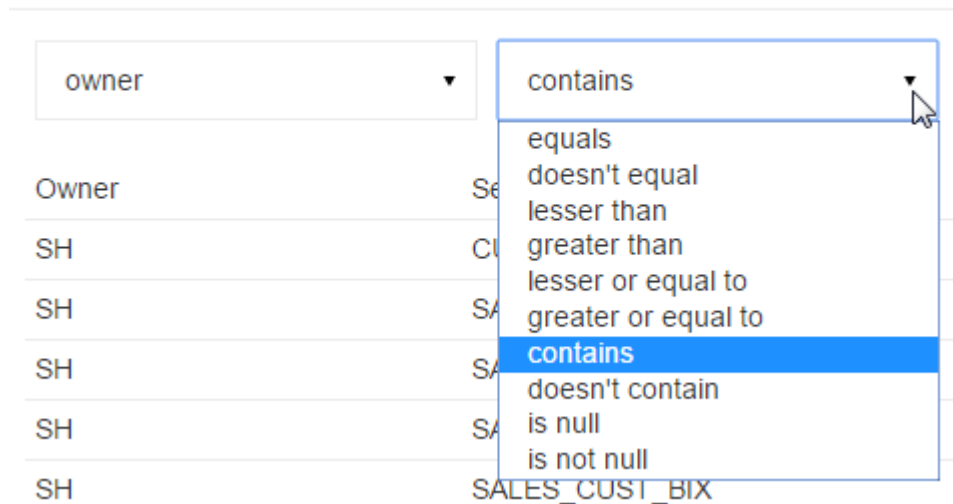 owner
contains
equals
doesn't equal
lesser than
greater than
lesser or equal to
greater or equal to
contains
doesn't contain
is null
is not null
Owner
SH
SH
SH
SH
SH SALES_CUST_BIX